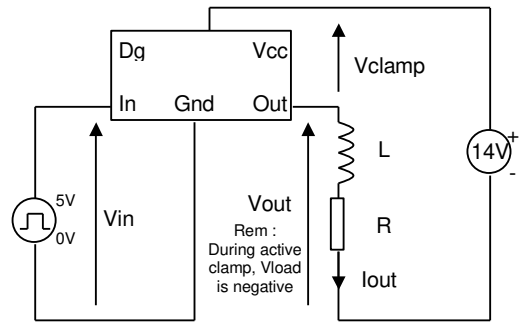 Dg Vcc
In Gnd Out
Vclamp
14V
+
-
L
R
Iout
5V
0V
Vin
Vout
Rem :
During active
clamp, Vload
is negative